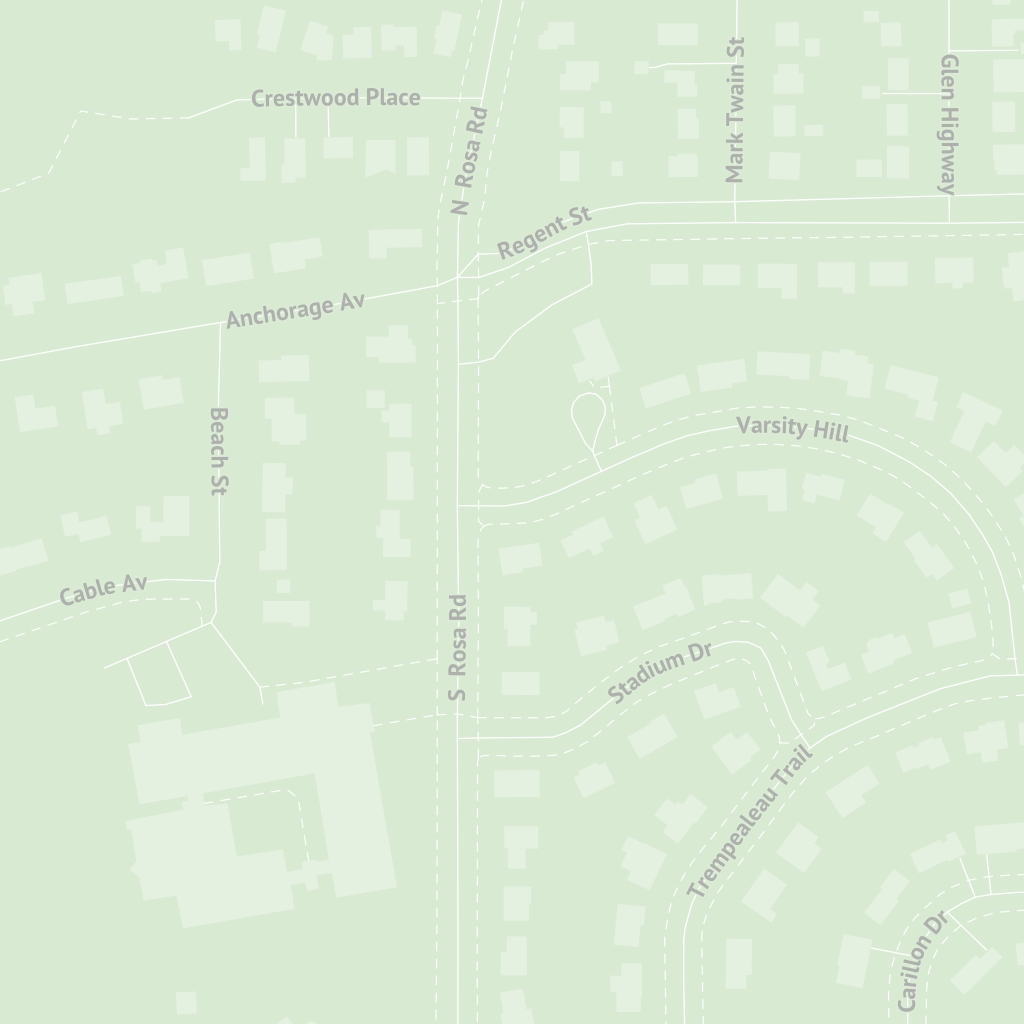 Crestwood Place
N Rosa Rd
Mark Twain St
Glen Highway
Regent St
Anchorage Av
Beach St
Varsity Hill
Cable Av
S Rosa Rd
Stadium Dr
Trempealeau Trail
Carillon Dr